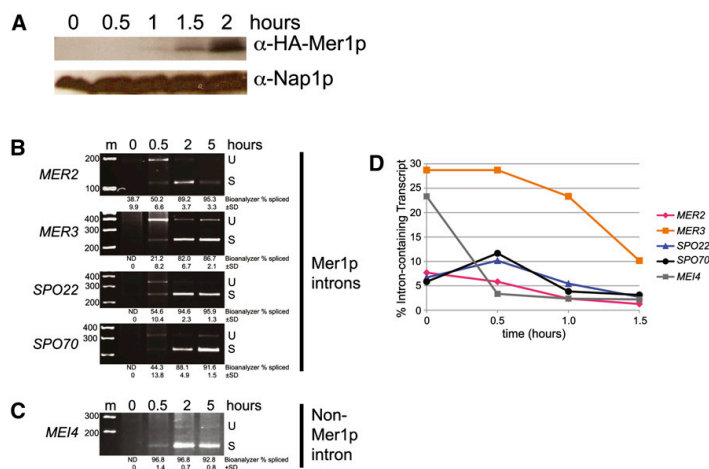 A
0 0.5 1 1.5 2 hours
α-HA-Mer1p
α-Nap1p
B
m 0 0.5 2 5 hours
MER2
200
100
U
S
38.7 50.2 89.2 95.3 Bioanalyzer % spliced
9.9 6.6 3.7 3.3 ±SD
MER3
400
300
200
U
S
ND 21.2 82.0 86.7 Bioanalyzer % spliced
0 8.2 6.7 2.1 ±SD
SPO22
400
300
200
U
S
ND 54.6 94.6 95.9 Bioanalyzer % spliced
0 10.4 2.3 1.3 ±SD
SPO70
400
300
U
S
ND 44.3 88.1 91.6 Bioanalyzer % spliced
0 13.8 4.9 1.5 ±SD
Mer1p
introns
C
m 0 0.5 2 5 hours
MEI4
300
200
U
S
ND 96.8 96.8 92.8 Bioanalyzer % spliced
0 1.4 0.7 0.8 ±SD
Non-
Mer1p
intron
D
% Intron-containing Transcript
35
30
25
20
15
10
5
0
0 0.5 1.0 1.5
time (hours)
MER2
MER3
SPO22
SPO70
MEI4